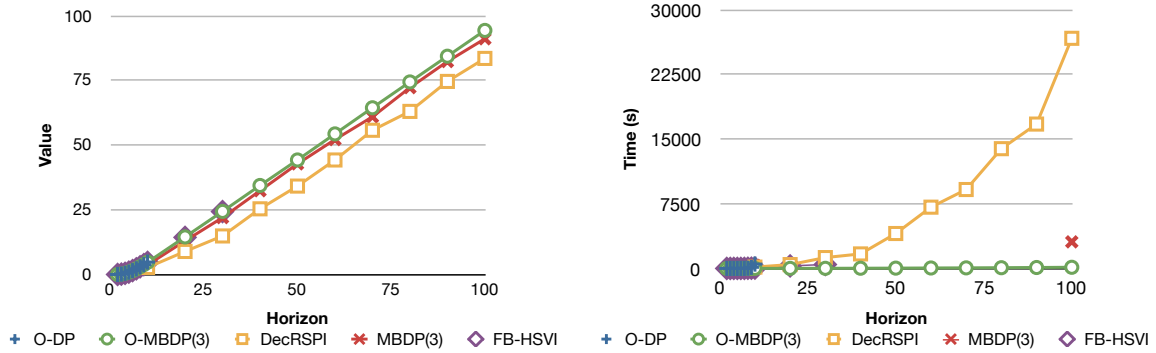 100
75
50
25
0
Value
0
25
50
75
100
Horizon
O-DP
O-MBDP(3)
DecRSPI
MBDP(3)
FB-HSVI
30000
22500
15000
7500
0
Time (s)
0
25
50
75
100
Horizon
O-DP
O-MBDP(3)
DecRSPI
MBDP(3)
FB-HSVI